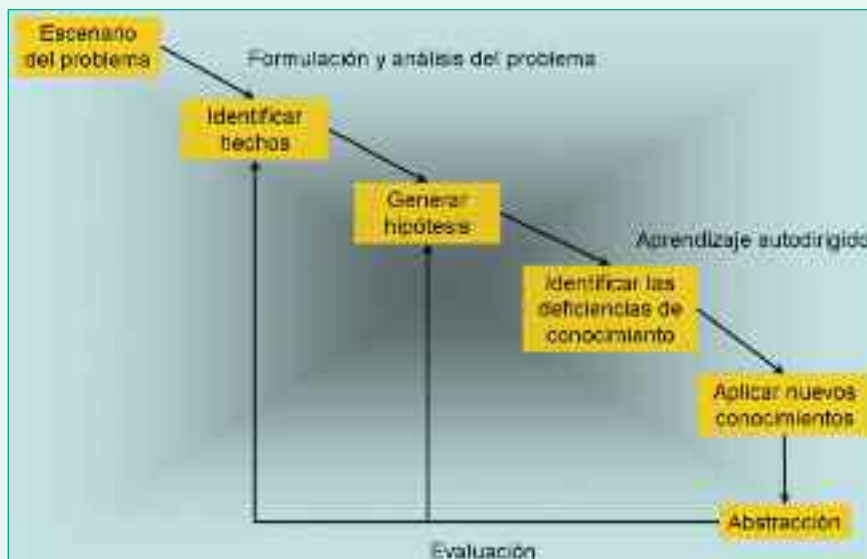 Escenario
del problema
Formulación y análisis del problema
Identificar
hechos
Generar
hipótesis
Aprendizaje autodirigido
Identificar las
deficiencias de
conocimiento
Aplicar nuevos
conocimientos
Abstracción
Evaluación